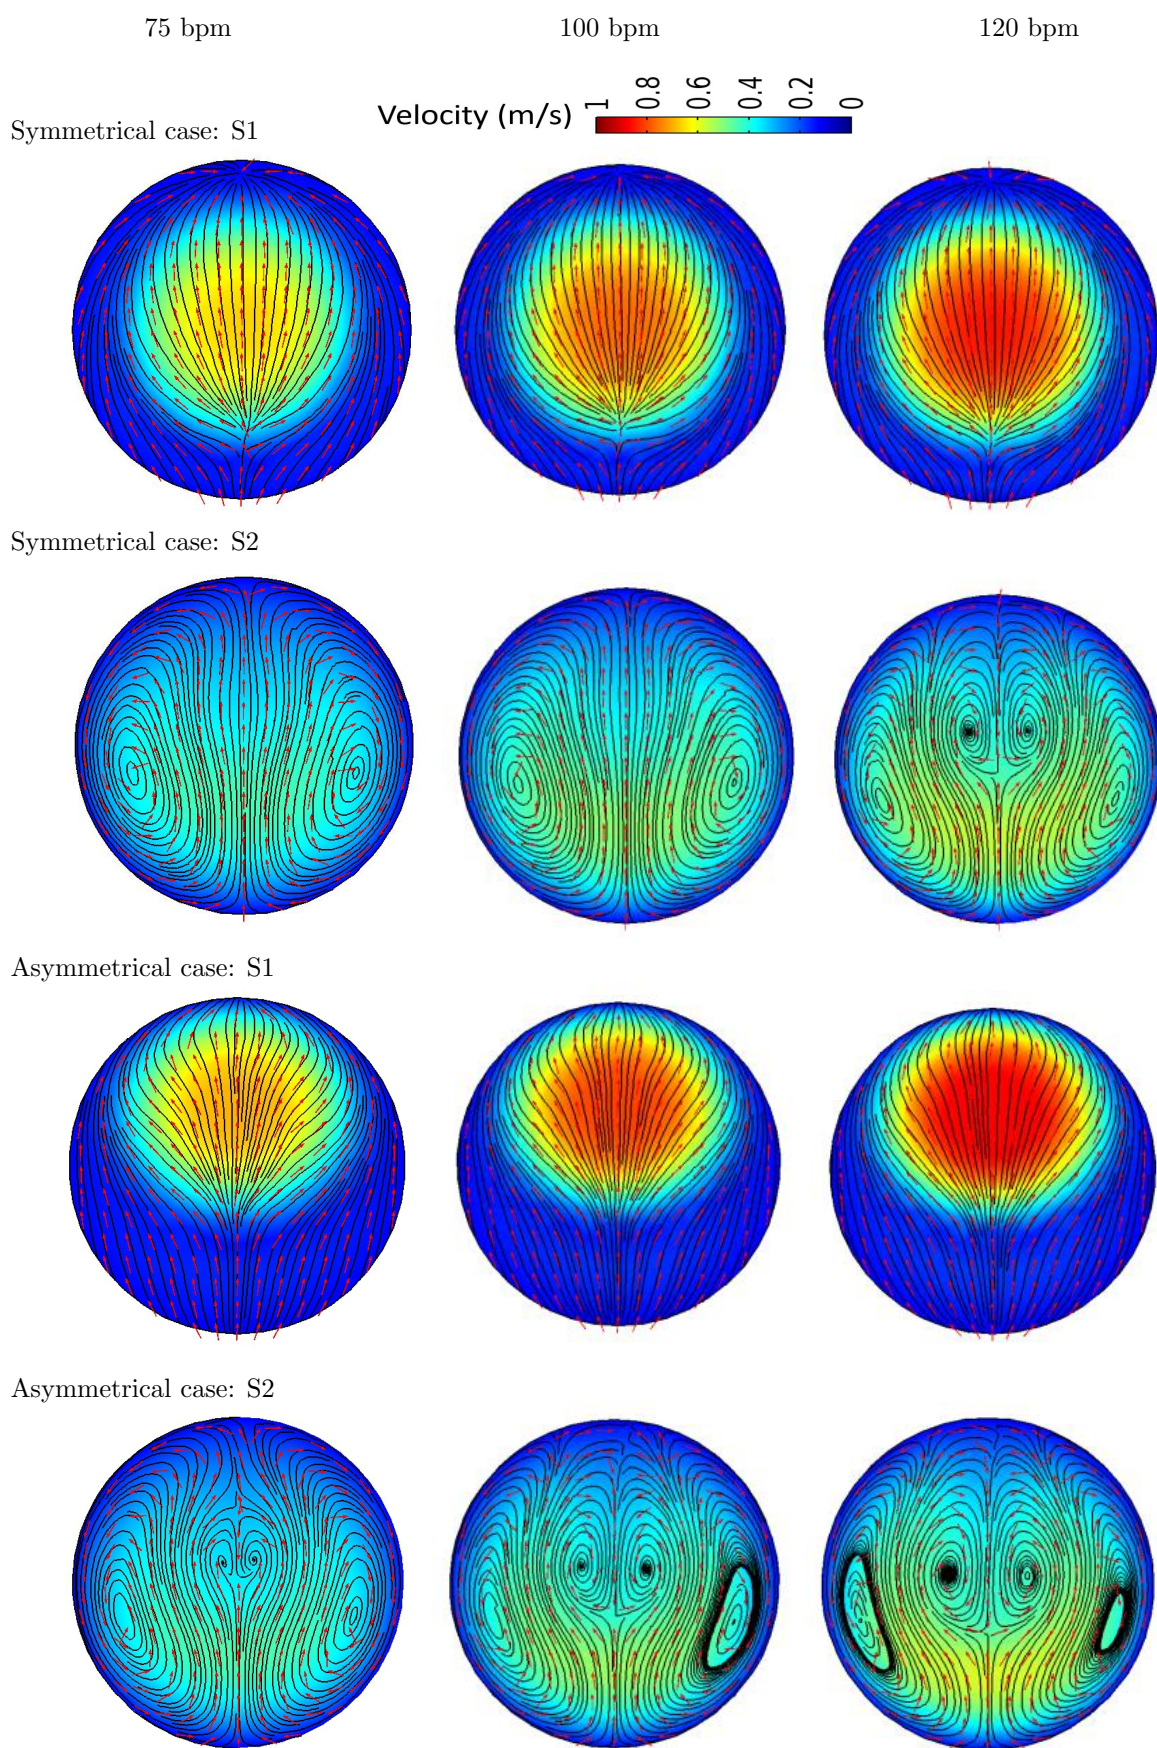 75 bpm 100 bpm 120 bpm
Velocity (m/s) 1 0.8 0.6 0.4 0.2 0
Symmetrical case: S1
Symmetrical case: S2
Asymmetrical case: S1
Asymmetrical case: S2